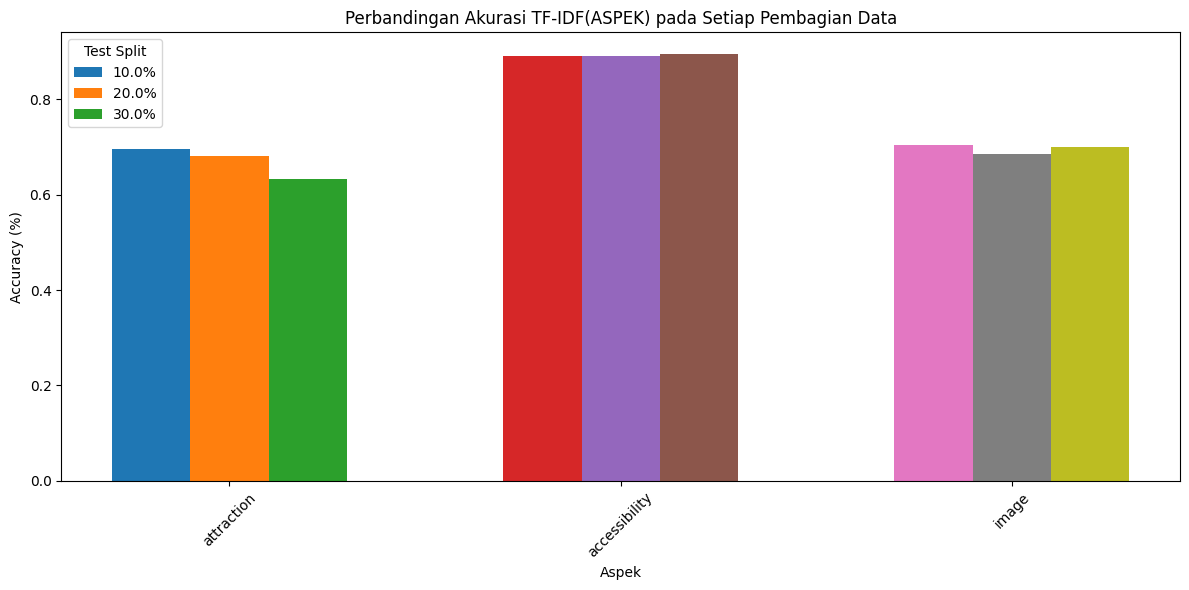 Perbandingan Akurasi TF-IDF(ASPEK) pada Setiap Pembagian Data
Test Split
10.0%
20.0%
30.0%
Accuracy (%)
0.8
0.6
0.4
0.2
0.0
attraction
accessibility
image
Aspek